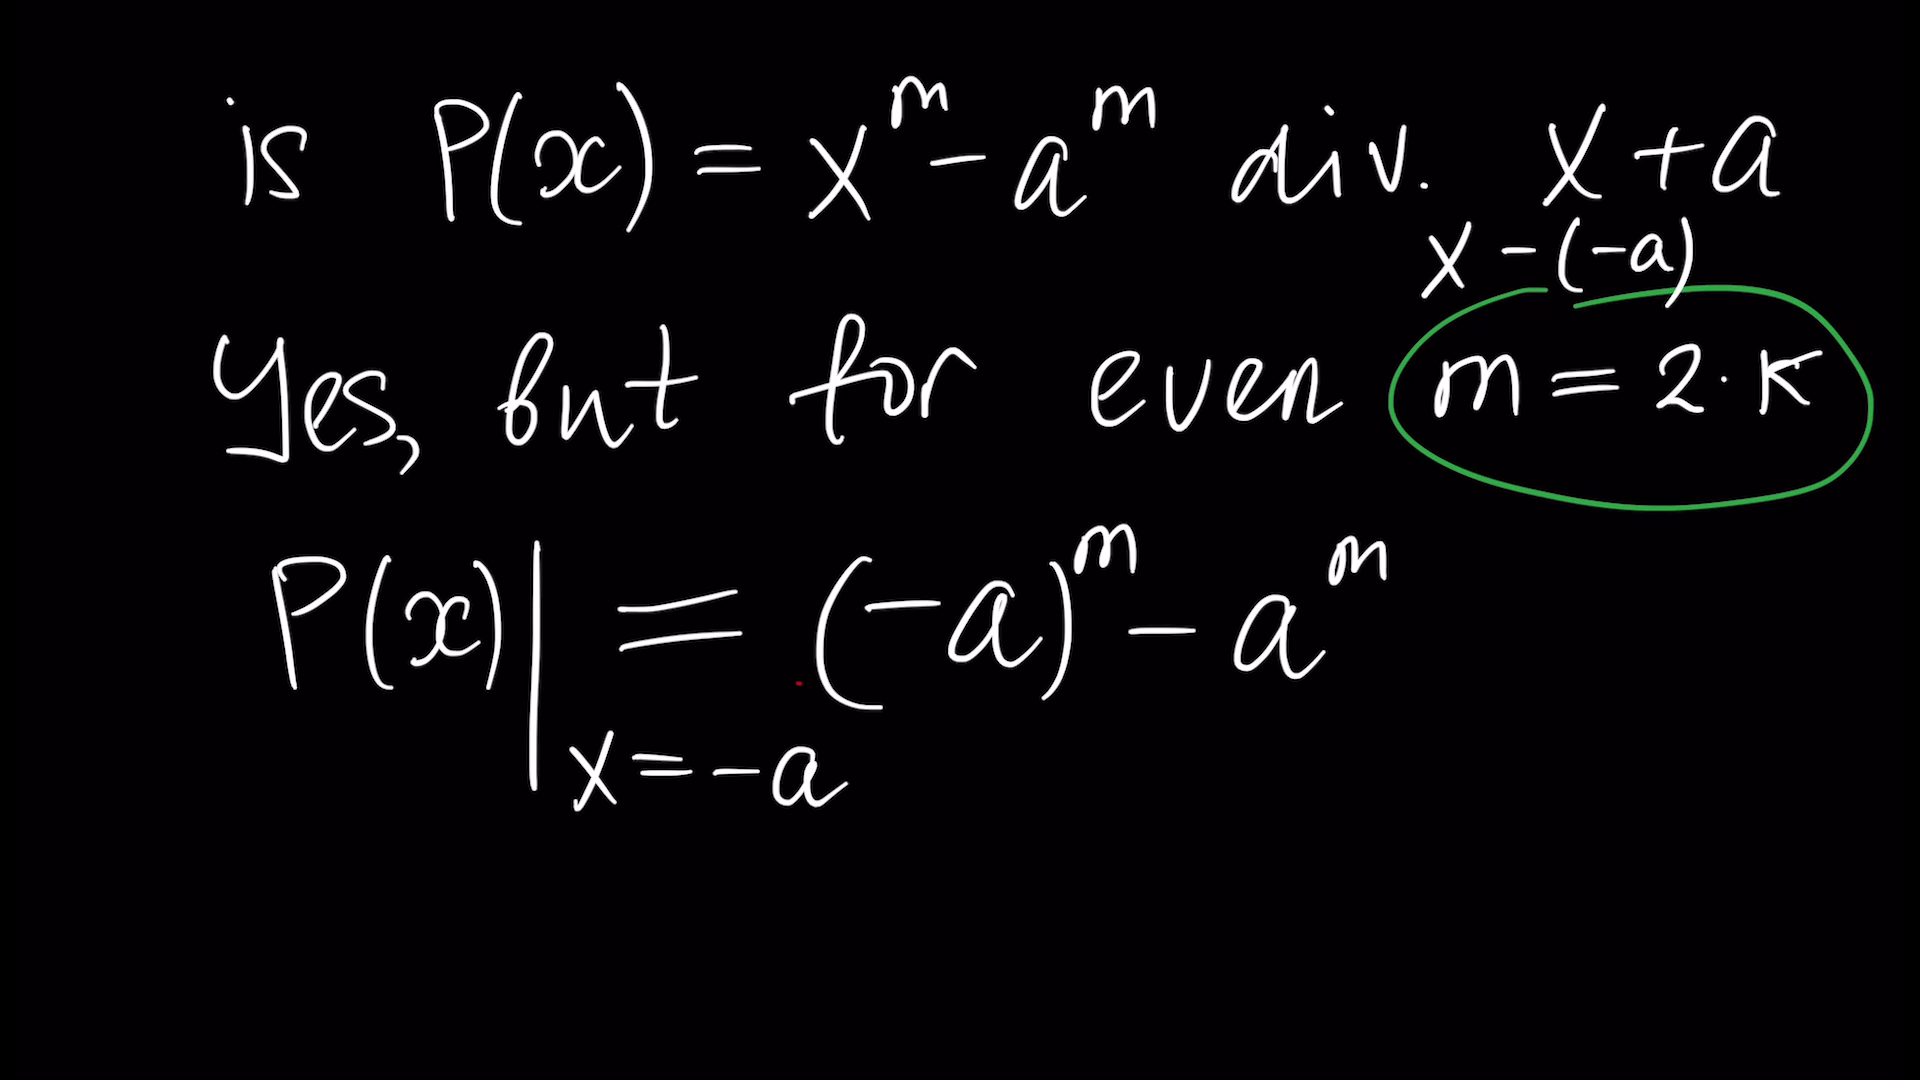 is P(x) = x^m - a^m div. x + a
x - (-a)
Yes, but for even m = 2·k
P(x)|_{x=-a} = (-a)^m - a^m